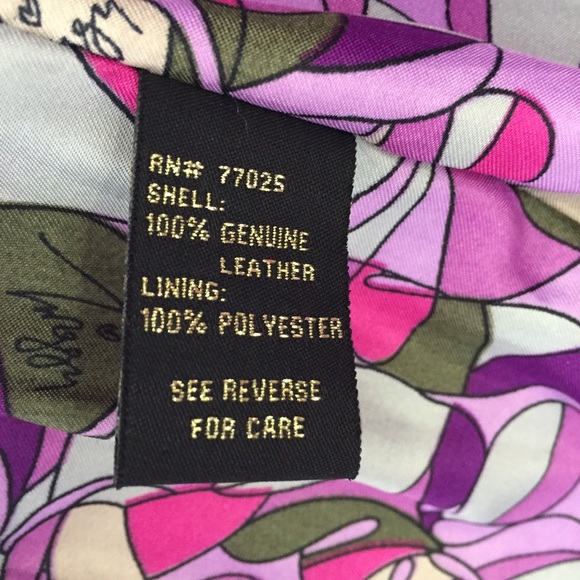 RN# 77025
SHELL:
100% GENUINE
LEATHER
LINING:
100% POLYESTER
SEE REVERSE
FOR CARE